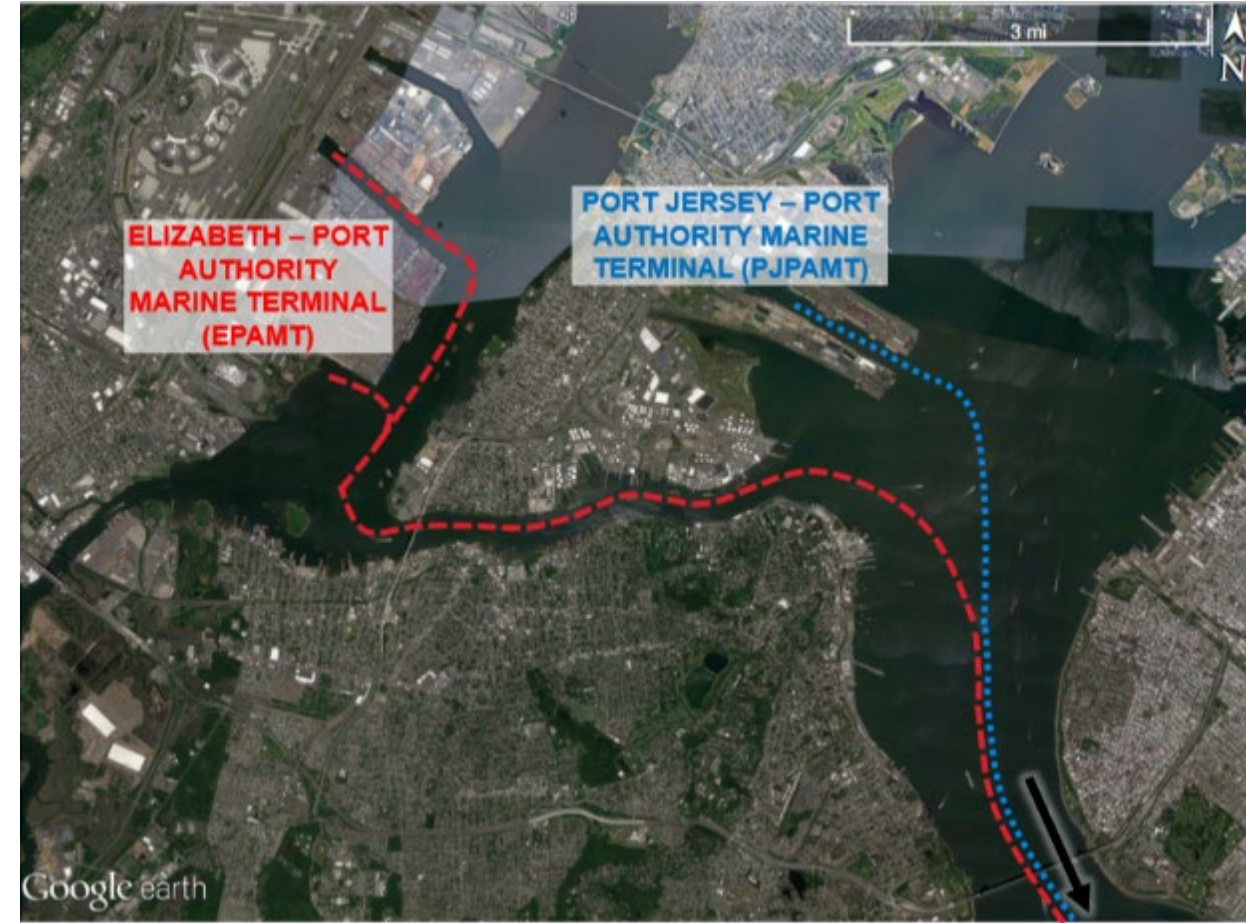 3 mi
N
PORT JERSEY – PORT
AUTHORITY MARINE
TERMINAL (PJPAMT)
ELIZABETH – PORT
AUTHORITY
MARINE TERMINAL
(EPAMT)
Google earth